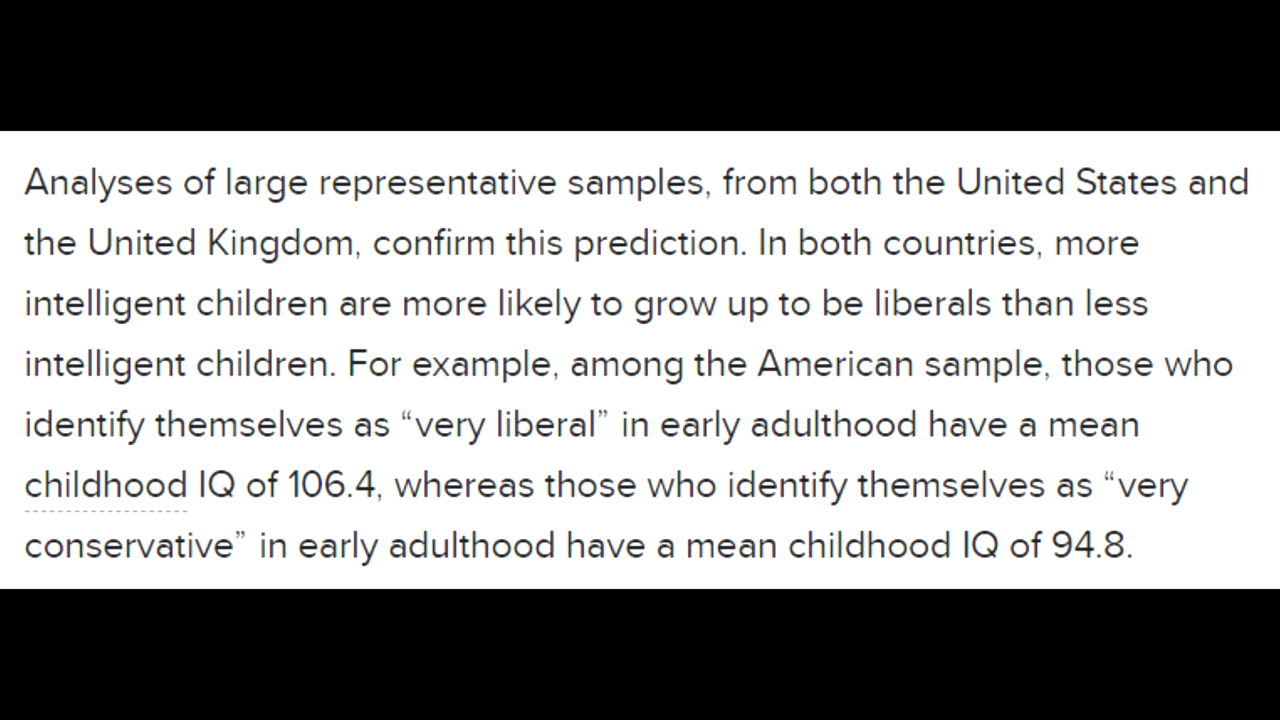 Analyses of large representative samples, from both the United States and
the United Kingdom, confirm this prediction. In both countries, more
intelligent children are more likely to grow up to be liberals than less
intelligent children. For example, among the American sample, those who
identify themselves as “very liberal” in early adulthood have a mean
childhood IQ of 106.4, whereas those who identify themselves as “very
conservative” in early adulthood have a mean childhood IQ of 94.8.